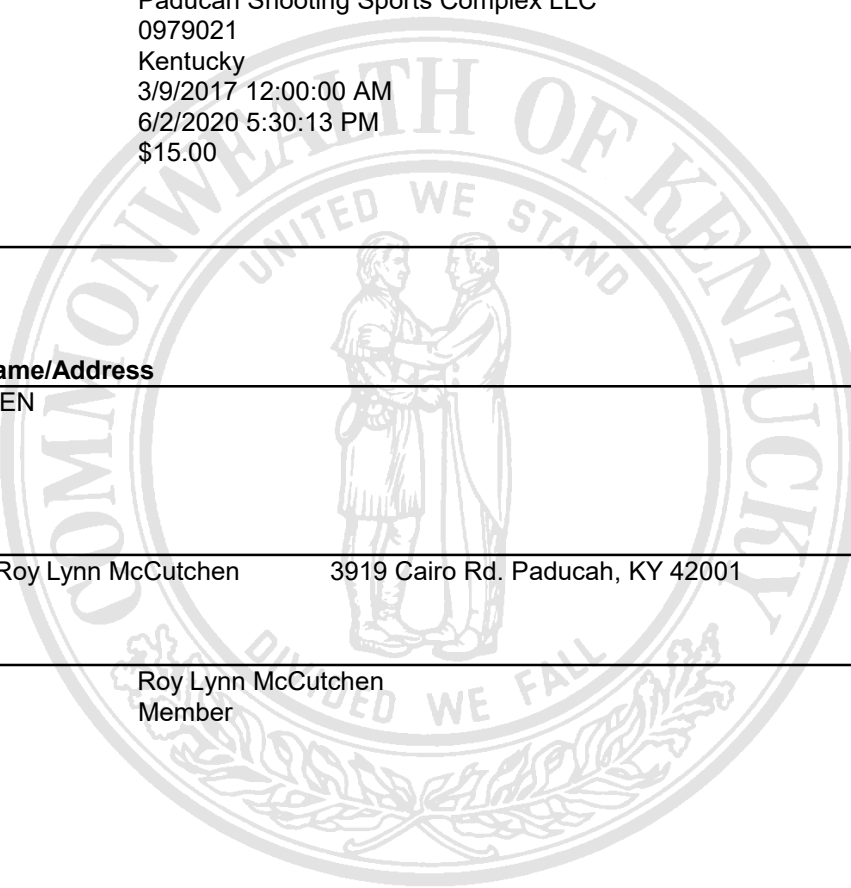 Paducah Shooting Sports Complex LLC
0979021
Kentucky
3/9/2017 12:00:00 AM
6/2/2020 5:30:13 PM
$15.00
COMMONWEALTH OF KENTUCKY
UNITED WE STAND
ame/Address
EN
Roy Lynn McCutchen 3919 Cairo Rd. Paducah, KY 42001
Roy Lynn McCutchen
Member
DIVIDED WE FALL